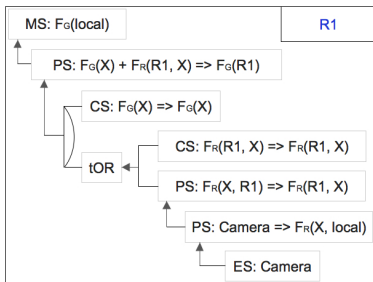 MS: FG(local)
R1
PS: FG(X) + FR(R1, X) => FG(R1)
CS: FG(X) => FG(X)
CS: FR(R1, X) => FR(R1, X)
tOR
PS: FR(X, R1) => FR(R1, X)
PS: Camera => FR(X, local)
ES: Camera